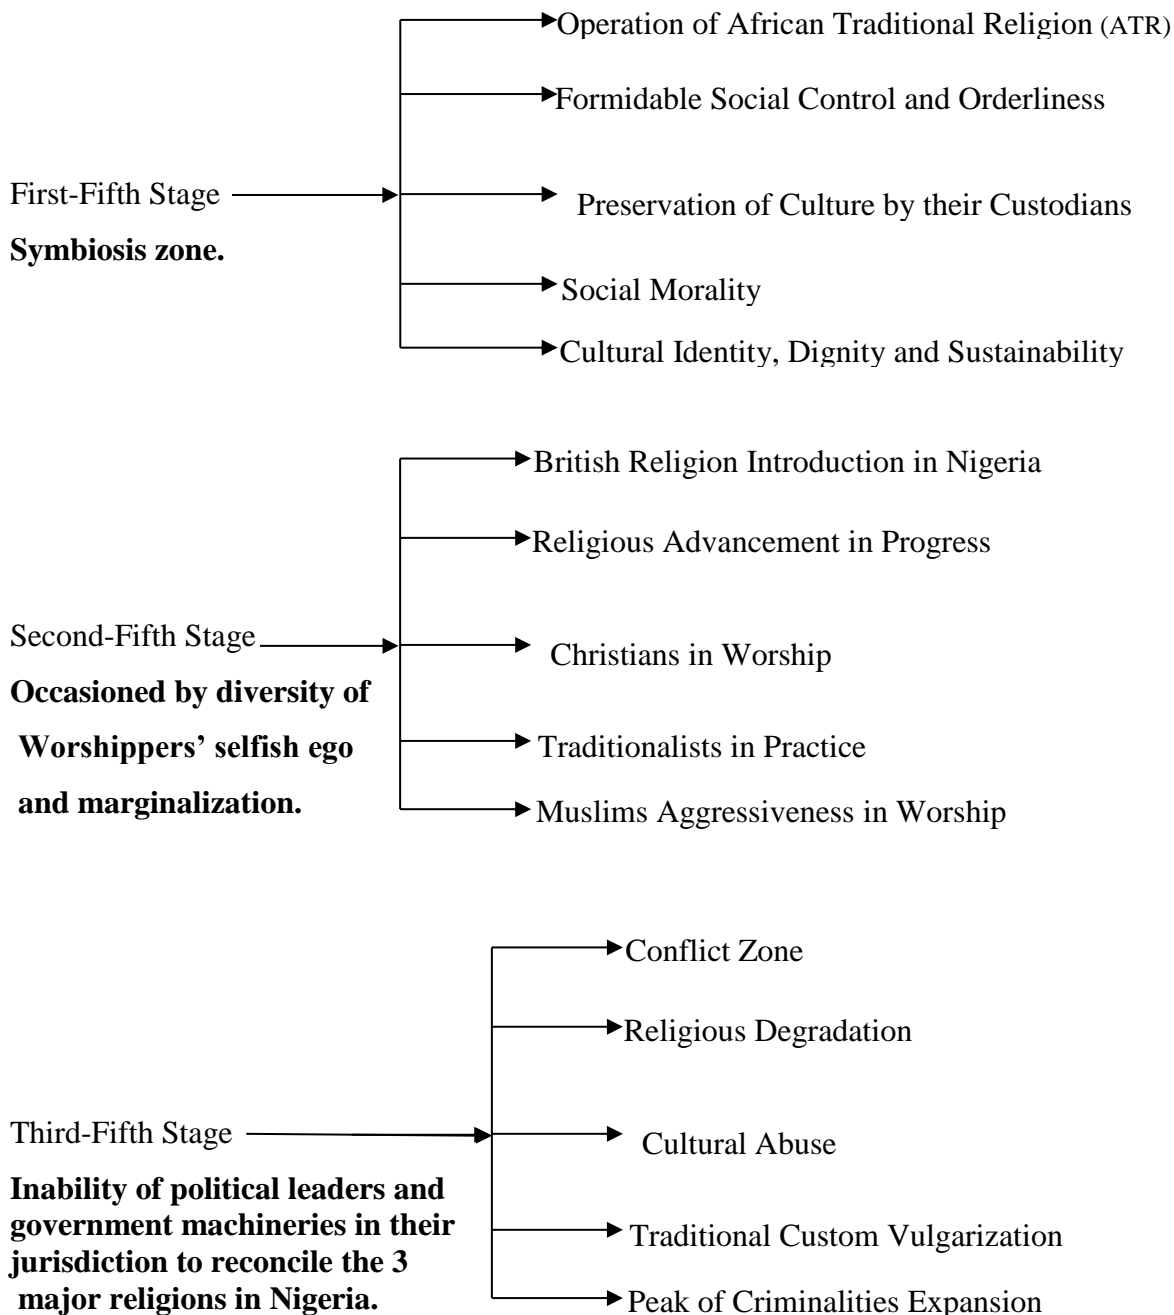 Operation of African Traditional Religion (ATR)
Formidable Social Control and Orderliness
First-Fifth Stage
Preservation of Culture by their Custodians
Symbiosis zone.
Social Morality
Cultural Identity, Dignity and Sustainability
British Religion Introduction in Nigeria
Religious Advancement in Progress
Second-Fifth Stage
Christians in Worship
Occasioned by diversity of
Worshippers’ selfish ego
and marginalization.
Traditionalists in Practice
Muslims Aggressiveness in Worship
Conflict Zone
Religious Degradation
Third-Fifth Stage
Cultural Abuse
Inability of political leaders and
government machineries in their
jurisdiction to reconcile the 3
major religions in Nigeria.
Traditional Custom Vulgarization
Peak of Criminalities Expansion